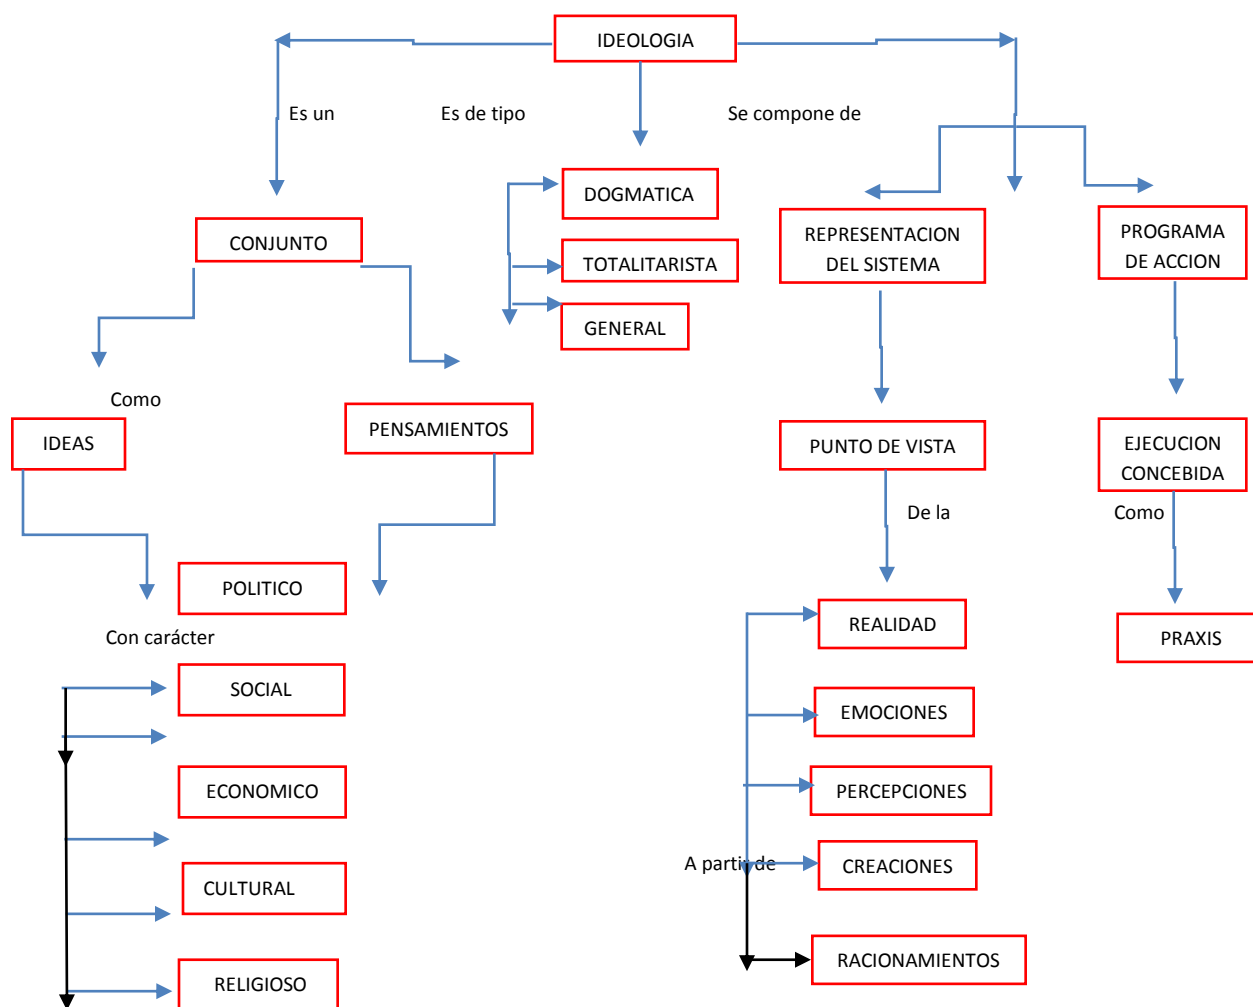 IDEOLOGIA
Es un
Es de tipo
Se compone de
DOGMATICA
CONJUNTO
REPRESENTACION
DEL SISTEMA
PROGRAMA
DE ACCION
TOTALITARISTA
GENERAL
Como
IDEAS
PENSAMIENTOS
PUNTO DE VISTA
EJECUCION
CONCEBIDA
De la
Como
POLITICO
Con carácter
REALIDAD
PRAXIS
SOCIAL
EMOCIONES
ECONOMICO
PERCEPCIONES
A partir de
CREACIONES
CULTURAL
RACIONAMIENTOS
RELIGIOSO